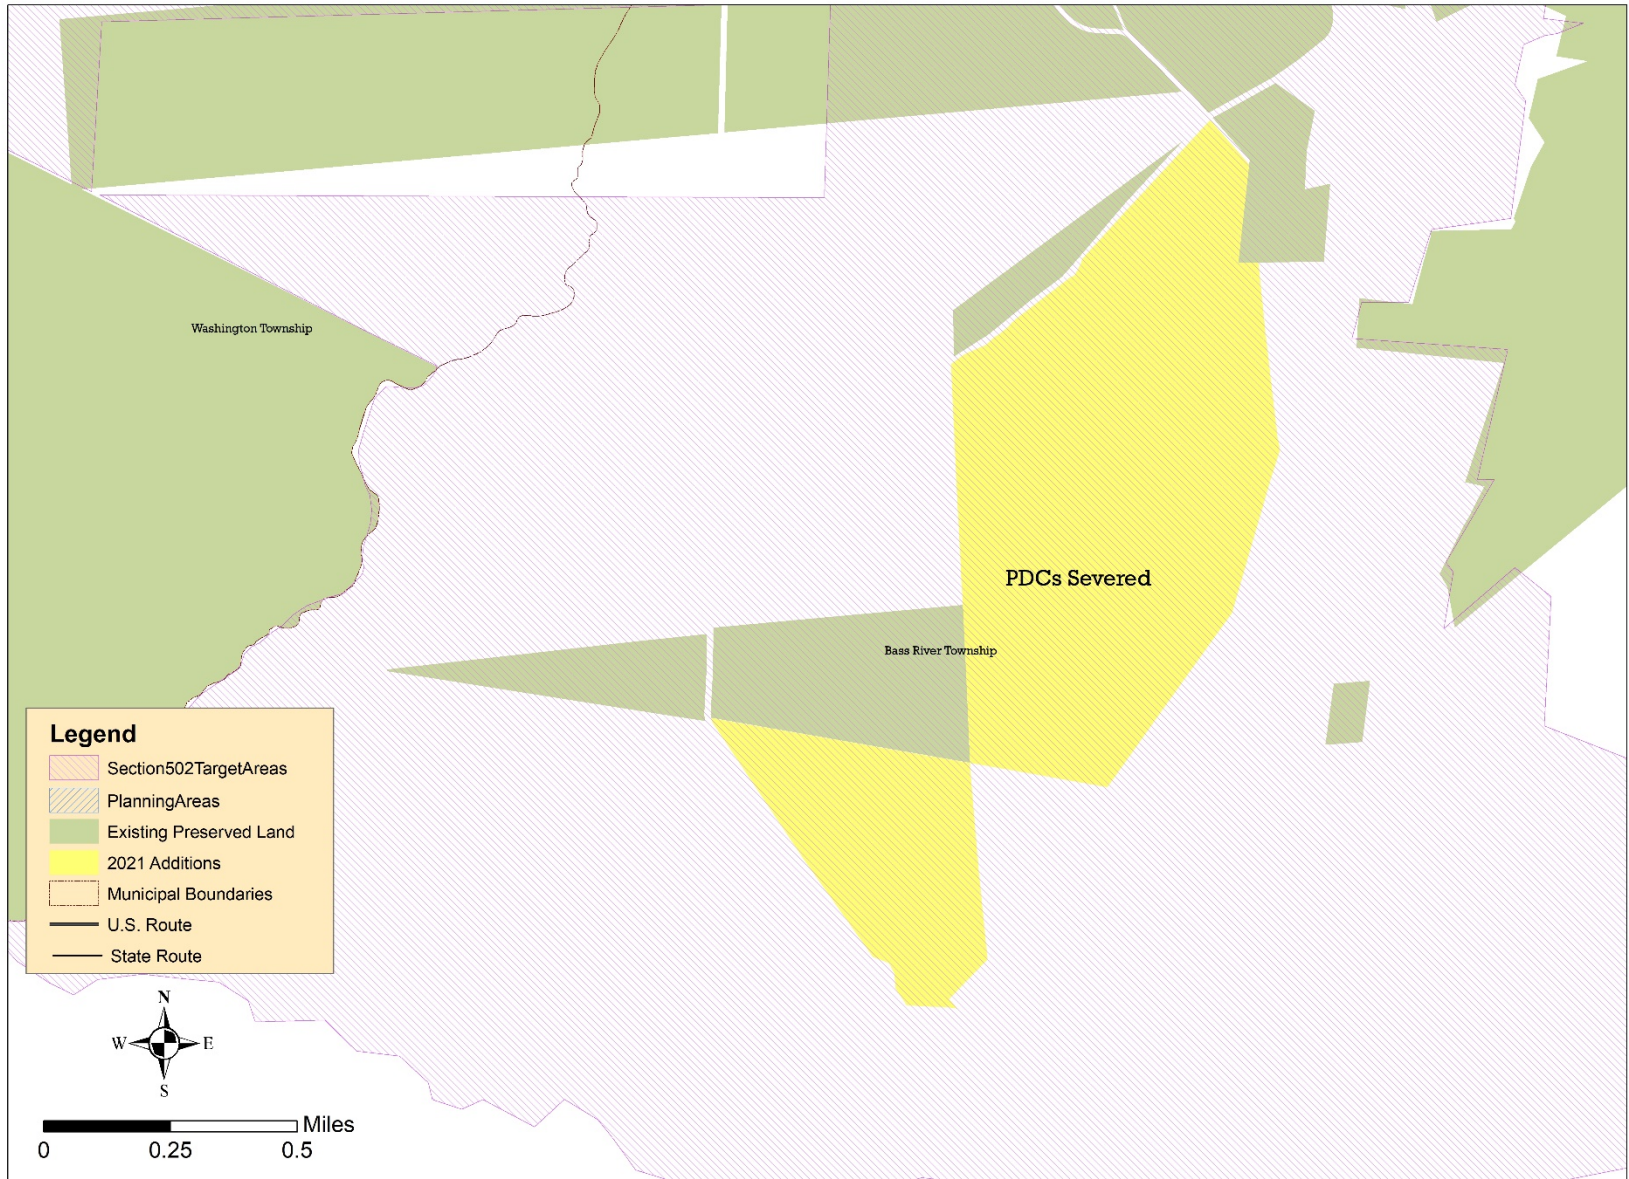 Washington Township
PDCs Severed
Bass River Township
Legend
Section502TargetAreas
PlanningAreas
Existing Preserved Land
2021 Additions
Municipal Boundaries
U.S. Route
State Route
N
W E
S
Miles
0 0.25 0.5